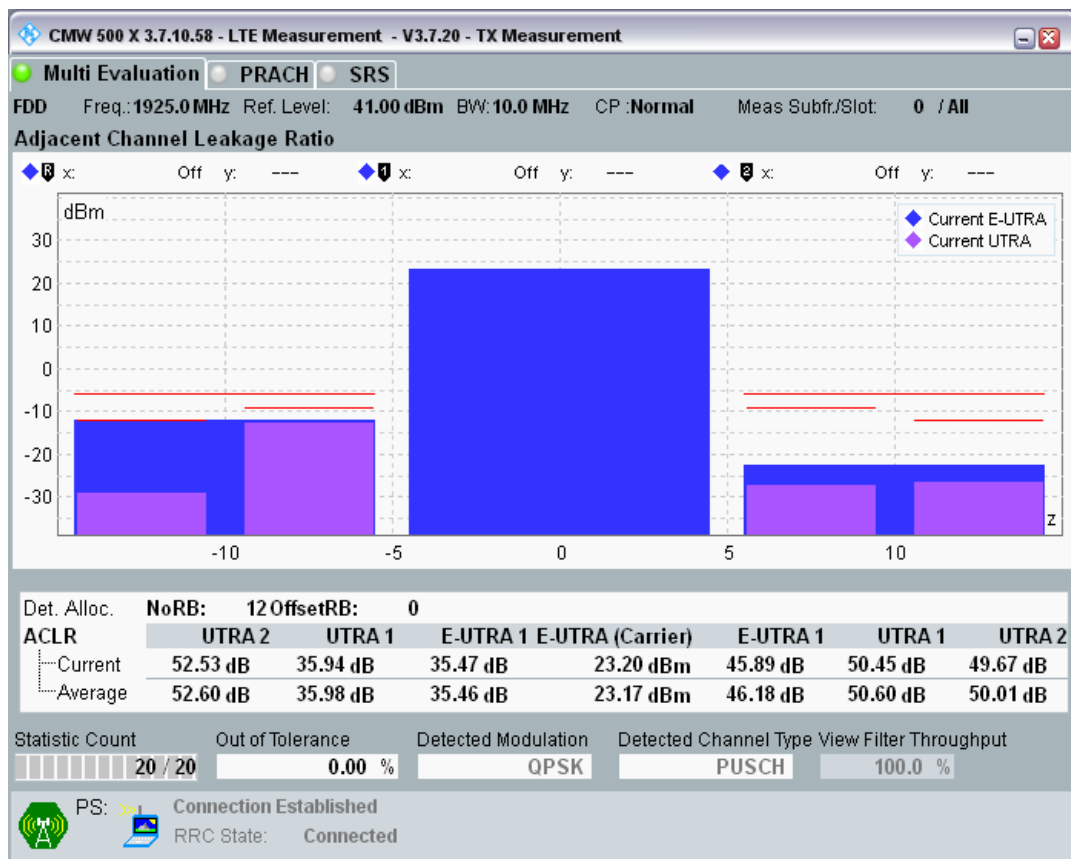 CMW 500 X 3.7.10.58 - LTE Measurement - V3.7.20 - TX Measurement
Multi Evaluation PRACH SRS
FDD Freq.: 1925.0 MHz Ref. Level: 41.00 dBm BW: 10.0 MHz CP :Normal Meas Subfr./Slot: 0 / All
Adjacent Channel Leakage Ratio
R x: Off y: --- 1 x: Off y: --- 2 x: Off y: ---
dBm
Current E-UTRA
Current UTRA
30
20
10
0
-10
-20
-30
z
-10 -5 0 5 10
Det. Alloc. NoRB: 12 OffsetRB: 0
ACLR UTRA 2 UTRA 1 E-UTRA 1 E-UTRA (Carrier) E-UTRA 1 UTRA 1 UTRA 2
Current 52.53 dB 35.94 dB 35.47 dB 23.20 dBm 45.89 dB 50.45 dB 49.67 dB
Average 52.60 dB 35.98 dB 35.46 dB 23.17 dBm 46.18 dB 50.60 dB 50.01 dB
Statistic Count Out of Tolerance Detected Modulation Detected Channel Type View Filter Throughput
20 / 20 0.00 % QPSK PUSCH 100.0 %
PS: Connection Established
RRC State: Connected